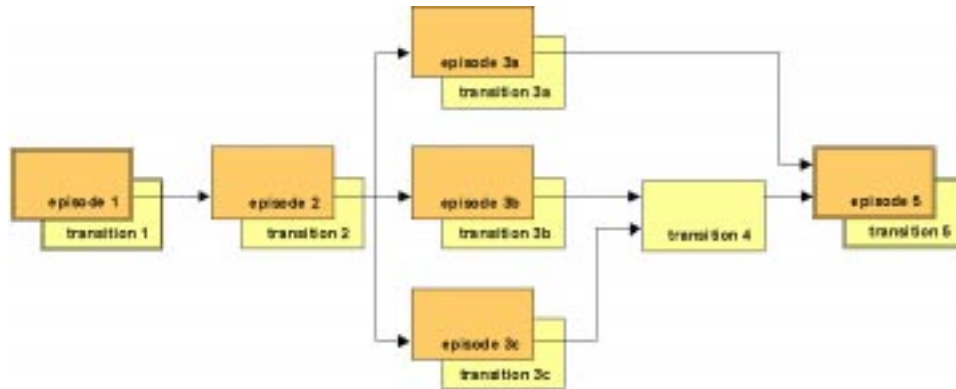 episode 1
transition 1
episode 2
transition 2
episode 3a
transition 3a
episode 3b
transition 3b
episode 3c
transition 3c
transition 4
episode 5
transition 5